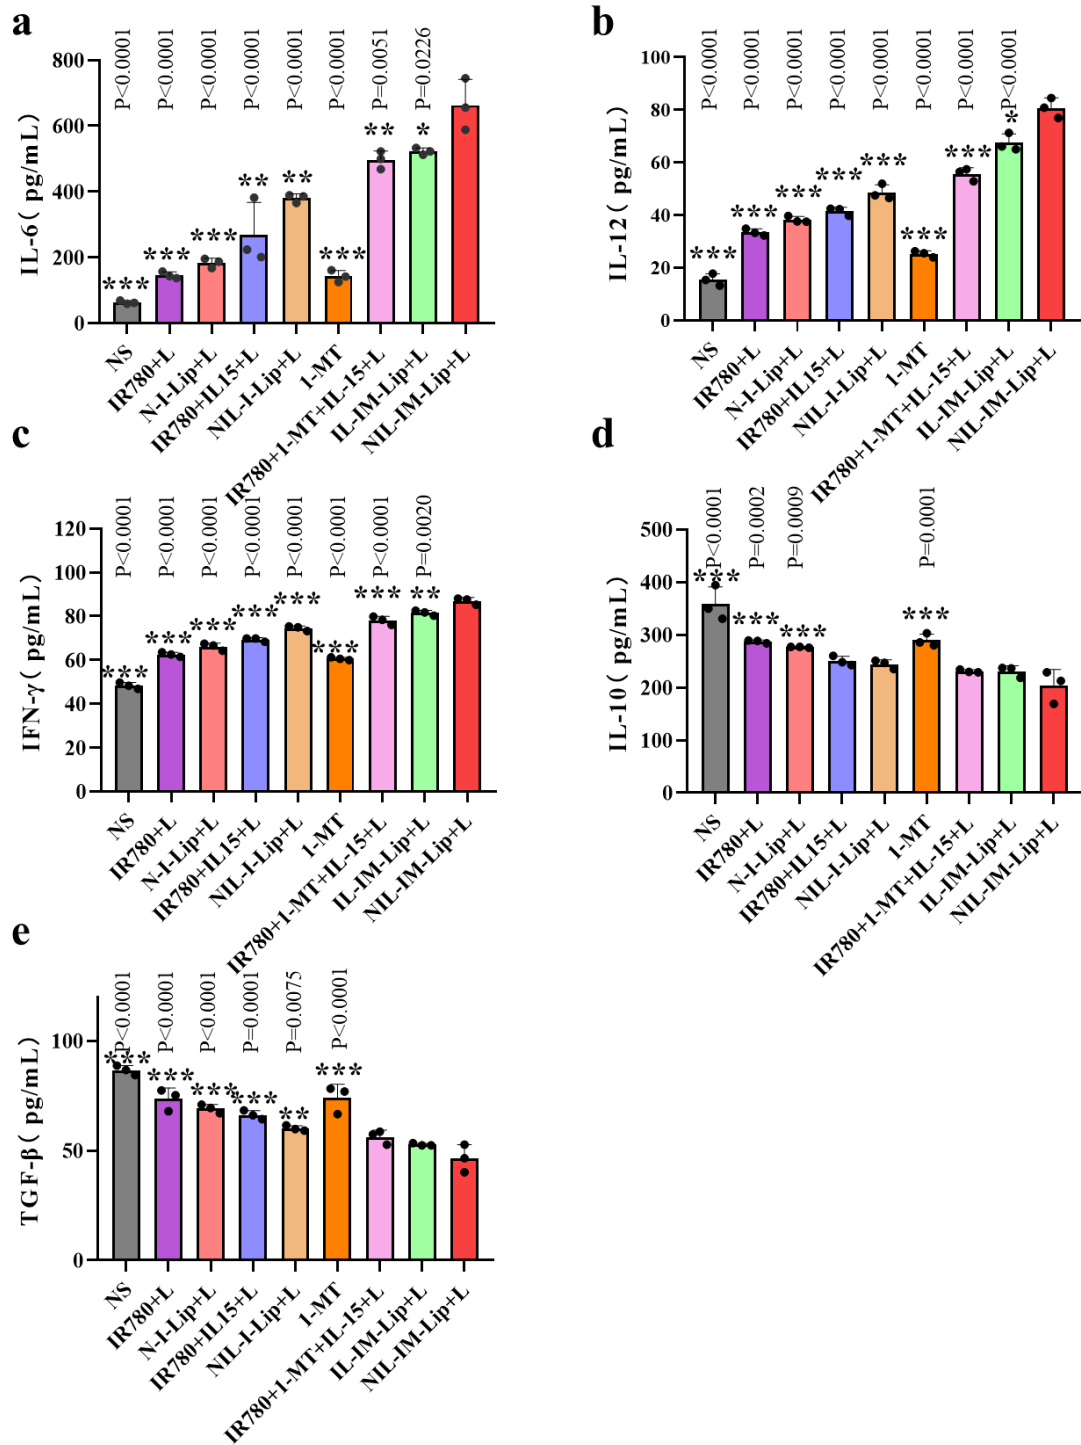 a
P<0.0001
P<0.0001
P<0.0001
P<0.0001
P<0.0001
P<0.0001
P=0.0051
P=0.0226
IL-6( pg/mL)
800
600
400
200
0
***
***
***
**
**
***
**
*
NS
IR780+L
N-I-Lip+L
IR780+IL15+L
NIL-I-Lip+L
1-MT
IR780+1-MT+IL-15+L
IL-IM-Lip+L
NIL-IM-Lip+L
b
P<0.0001
P<0.0001
P<0.0001
P<0.0001
P<0.0001
P<0.0001
P<0.0001
P<0.0001
IL-12( pg/mL)
100
80
60
40
20
0
***
***
***
***
***
***
***
*
NS
IR780+L
N-I-Lip+L
IR780+IL15+L
NIL-I-Lip+L
1-MT
IR780+1-MT+IL-15+L
IL-IM-Lip+L
NIL-IM-Lip+L
c
P<0.0001
P<0.0001
P<0.0001
P<0.0001
P<0.0001
P<0.0001
P<0.0001
P=0.0020
IFN-γ( pg/mL)
120
100
80
60
40
20
0
***
***
***
***
***
***
***
**
NS
IR780+L
N-I-Lip+L
IR780+IL15+L
NIL-I-Lip+L
1-MT
IR780+1-MT+IL-15+L
IL-IM-Lip+L
NIL-IM-Lip+L
d
P<0.0001
P=0.0002
P=0.0009
P=0.0001
IL-10( pg/mL)
500
400
300
200
100
0
***
***
***
***
NS
IR780+L
N-I-Lip+L
IR780+IL15+L
NIL-I-Lip+L
1-MT
IR780+1-MT+IL-15+L
IL-IM-Lip+L
NIL-IM-Lip+L
e
P<0.0001
P<0.0001
P<0.0001
P=0.0001
P=0.0075
P<0.0001
TGF-β( pg/mL)
100
50
0
***
***
***
***
**
***
NS
IR780+L
N-I-Lip+L
IR780+IL15+L
NIL-I-Lip+L
1-MT
IR780+1-MT+IL-15+L
IL-IM-Lip+L
NIL-IM-Lip+L